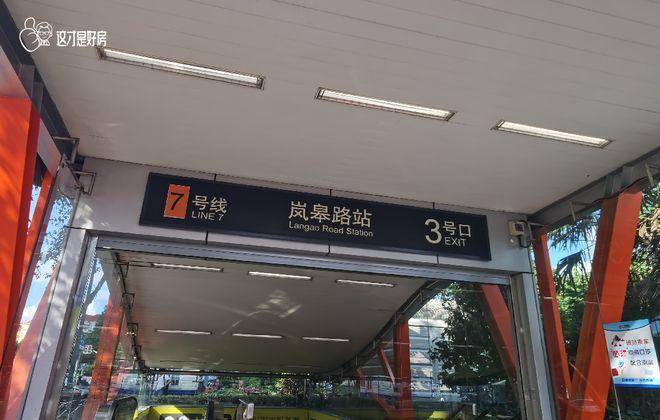 这才是好房
7号线
LINE 7
岚皋路站
Langao Road Station
3号口
EXIT